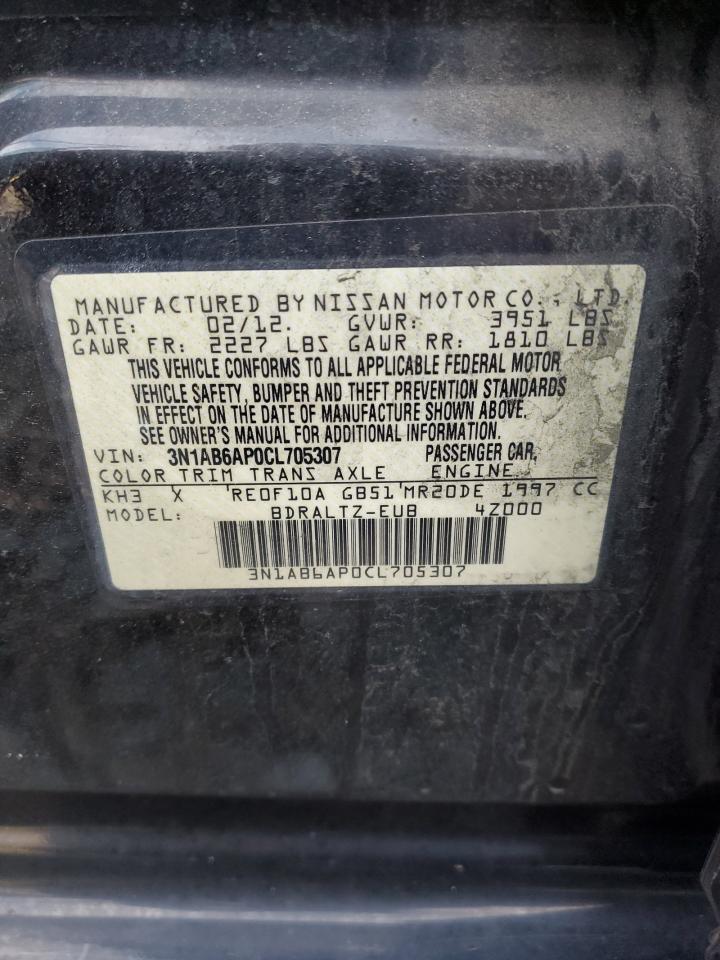 MANUFACTURED BY NISSAN MOTOR CO., LTD.
DATE: 02/12. GVWR: 3951 LBS
GAWR FR: 2227 LBS GAWR RR: 1810 LBS
THIS VEHICLE CONFORMS TO ALL APPLICABLE FEDERAL MOTOR
VEHICLE SAFETY, BUMPER AND THEFT PREVENTION STANDARDS
IN EFFECT ON THE DATE OF MANUFACTURE SHOWN ABOVE.
SEE OWNER'S MANUAL FOR ADDITIONAL INFORMATION.
VIN: 3N1AB6AP0CL705307 PASSENGER CAR,
COLOR TRIM TRANS AXLE ENGINE
KH3 X RE0F10A GB51 MR20DE 1997 CC
MODEL: BDRALTZ-EUB 4Z000
3N1AB6AP0CL705307